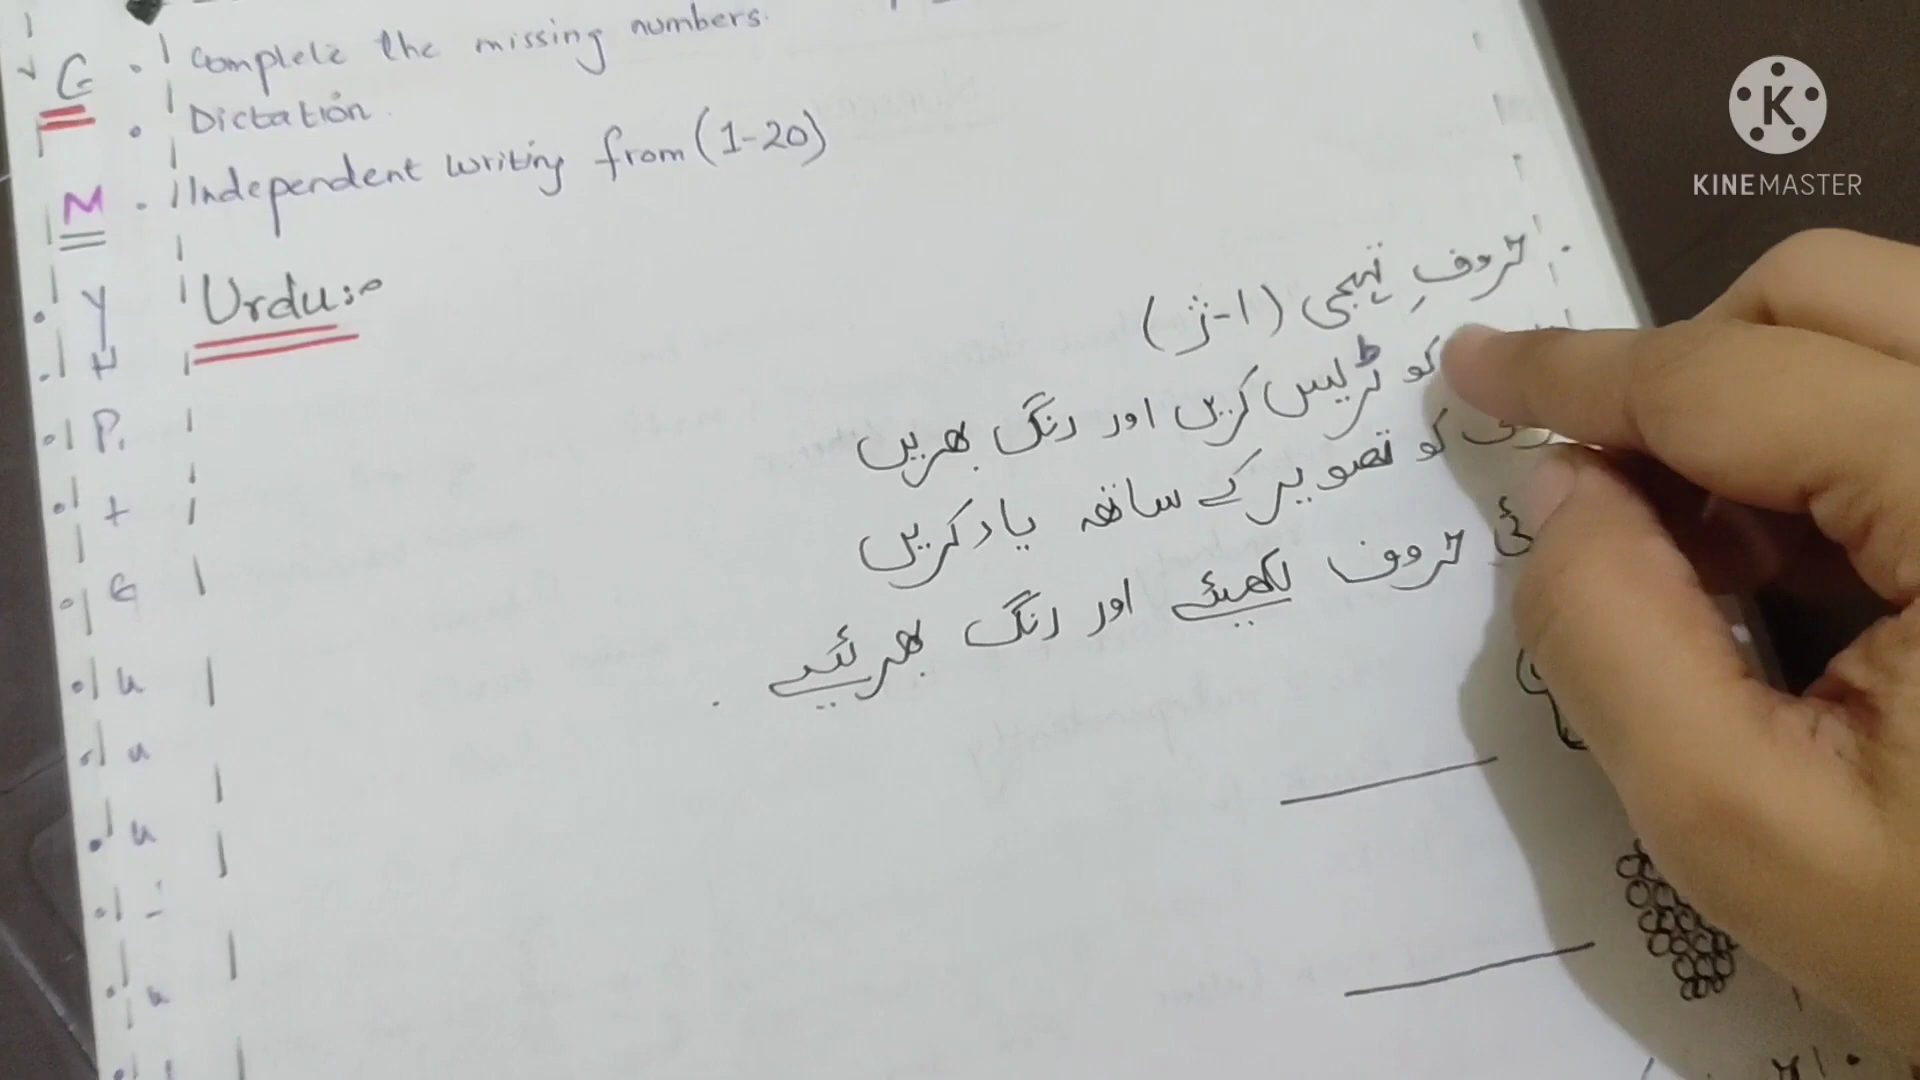 Complete the missing numbers.
Dictation.
Independent writing from (1-20)
Urdu:-
حروفِ تہجی (ا-ژ)
کو ٹریس کریں اور رنگ بھریں
کو تصویر کے ساتھ یاد کریں
حروف لکھیئے اور رنگ بھریئے
G
M
Y
P.
KINEMASTER